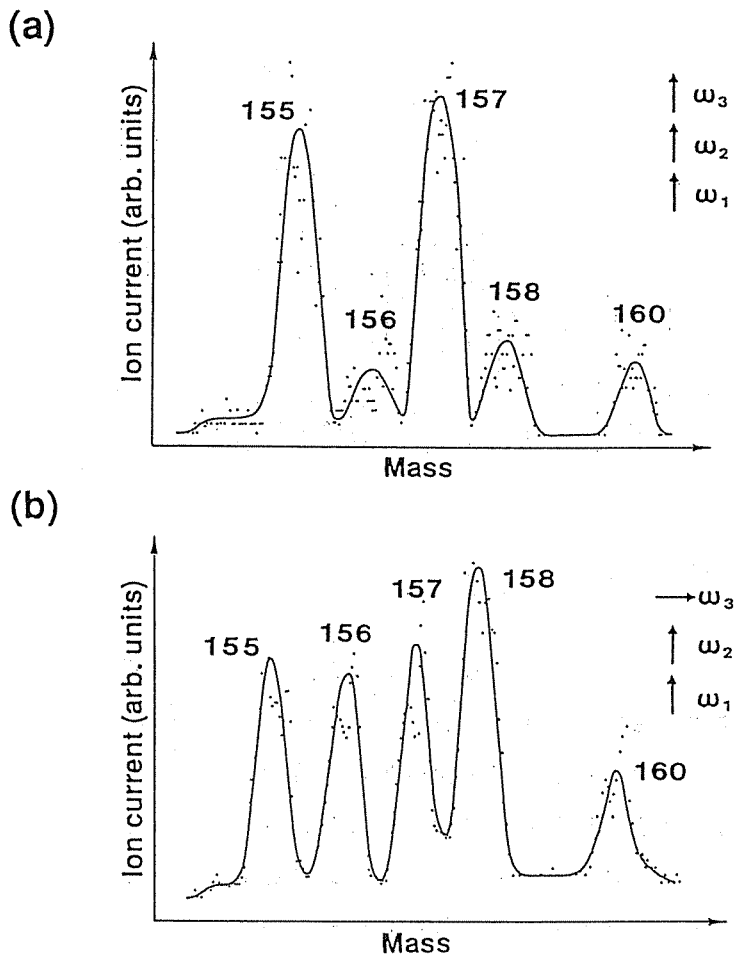 (a)
Ion current (arb. units)
155
156
157
158
160
↑ ω₃
↑ ω₂
↑ ω₁
Mass
(b)
Ion current (arb. units)
155
156
157
158
160
→ ω₃
↑ ω₂
↑ ω₁
Mass